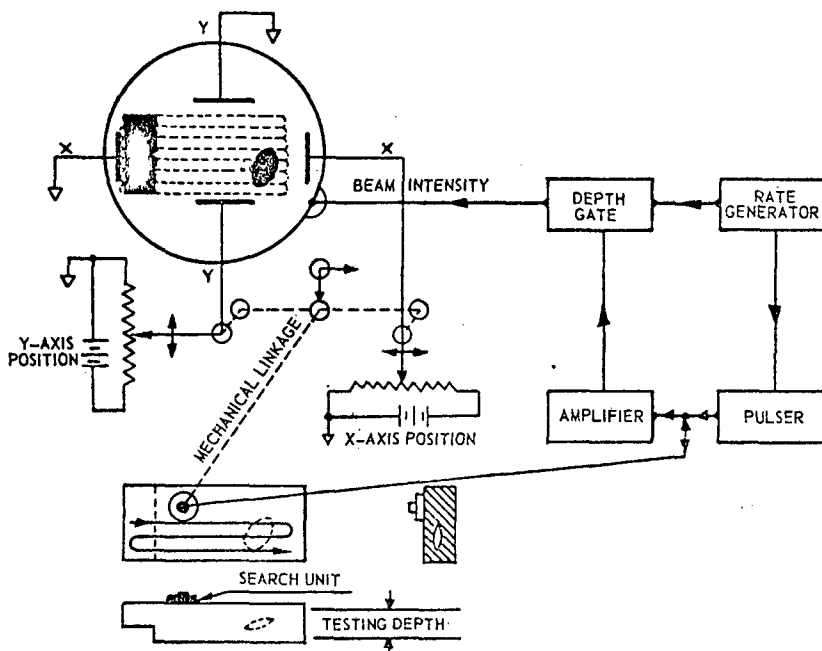 Y
X
X
BEAM INTENSITY
DEPTH
GATE
RATE
GENERATOR
Y
Y-AXIS
POSITION
MECHANICAL LINKAGE
X-AXIS POSITION
AMPLIFIER
PULSER
SEARCH UNIT
TESTING DEPTH